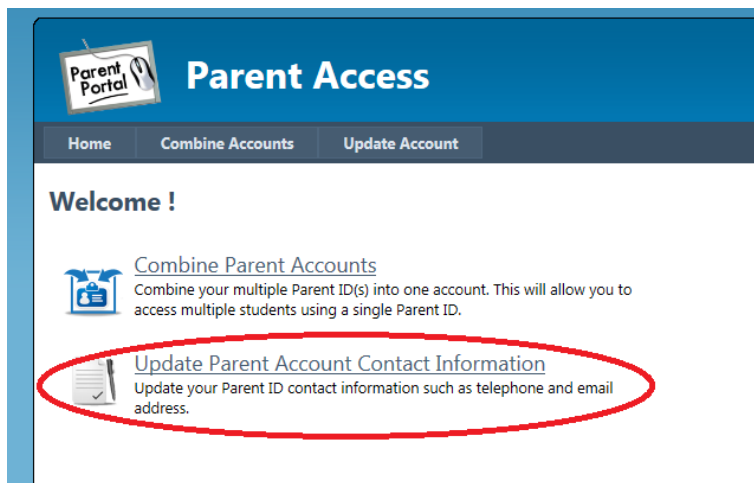 Parent
Portal
Parent Access
Home Combine Accounts Update Account
Welcome !
Combine Parent Accounts
Combine your multiple Parent ID(s) into one account. This will allow you to
access multiple students using a single Parent ID.
Update Parent Account Contact Information
Update your Parent ID contact information such as telephone and email
address.